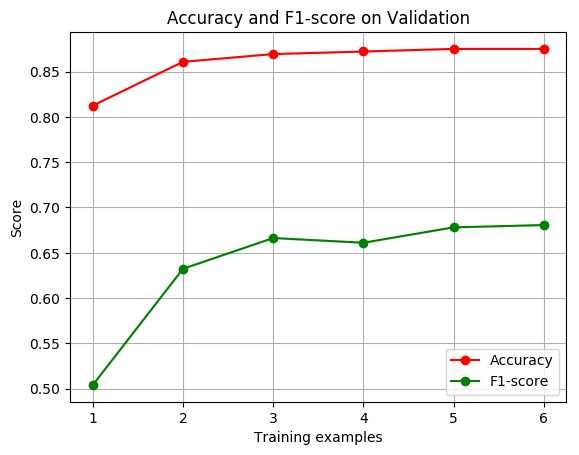 Accuracy and F1-score on Validation
0.85
0.80
0.75
0.70
0.65
0.60
0.55
0.50
Score
Accuracy
F1-score
1 2 3 4 5 6
Training examples